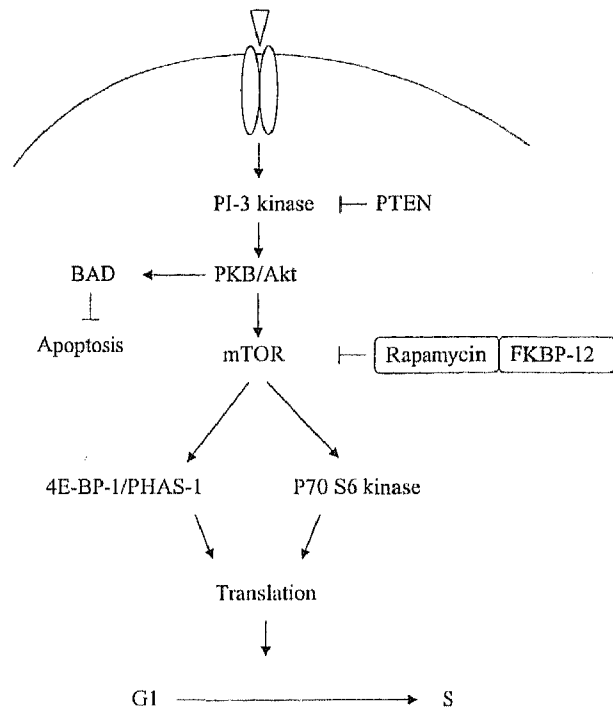 PI-3 kinase PTEN
BAD PKB/Akt
Apoptosis
mTOR Rapamycin FKBP-12
4E-BP-1/PHAS-1 P70 S6 kinase
Translation
G1 S